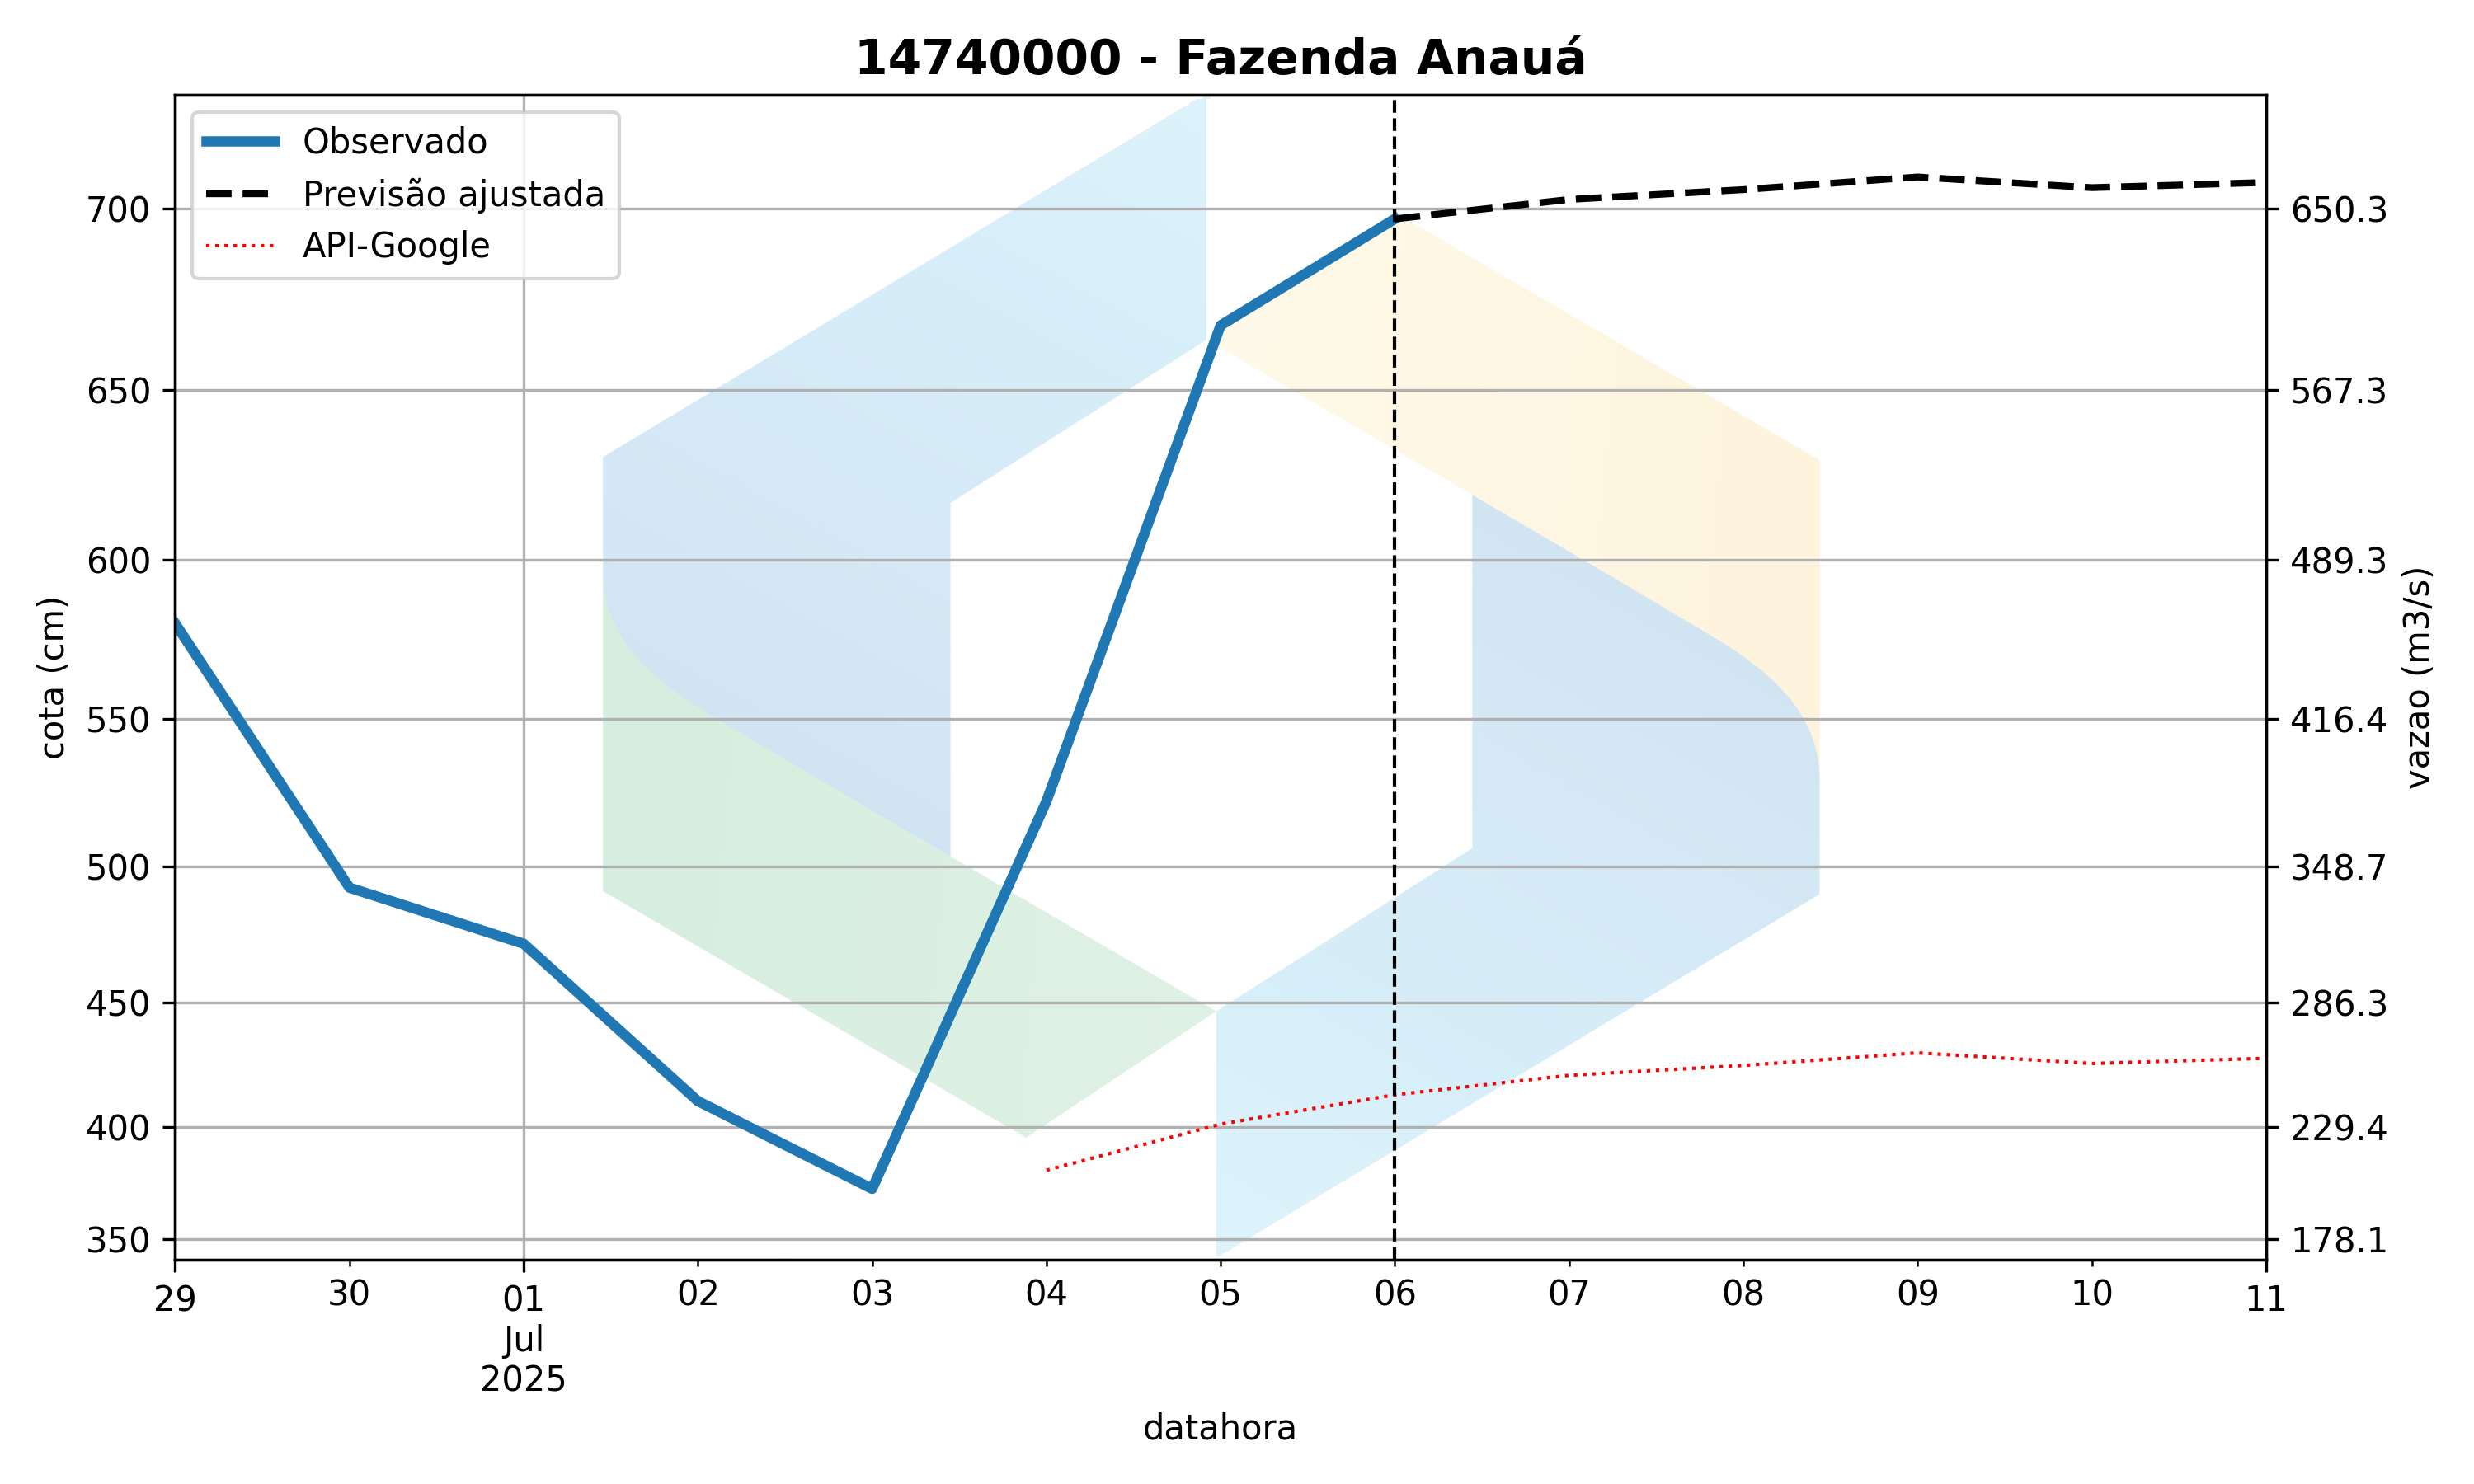 14740000 - Fazenda Anauá
Observado
Previsão ajustada
API-Google
700
650
600
550
500
450
400
350
cota (cm)
650.3
567.3
489.3
416.4
348.7
286.3
229.4
178.1
vazao (m3/s)
29 30 01 02 03 04 05 06 07 08 09 10 11
Jul
2025
datahora